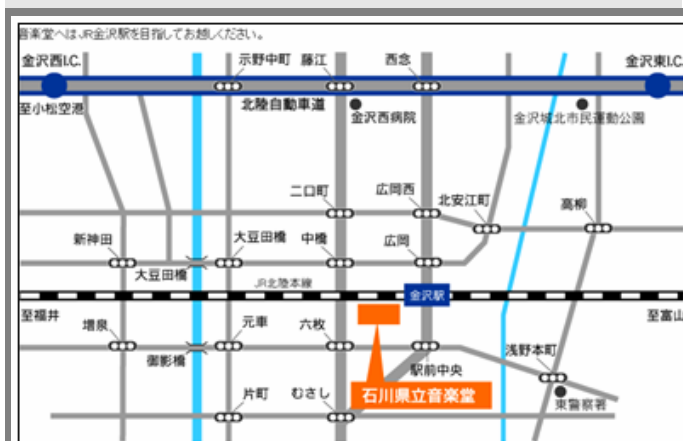 音楽堂へはJR金沢駅を目指してお越しください。
金沢西I.C.
示野中町
藤江
西念
金沢東I.C.
至小松空港
北陸自動車道
金沢西病院
金沢城北市民運動公園
二口町
広岡西
北安江町
高柳
新神田
大豆田橋
中橋
広岡
大豆田橋
JR北陸本線
金沢駅
至福井
至富山
増泉
元車
六枚
御影橋
駅前中央
浅野本町
片町
むさし
石川県立音楽堂
東警察署